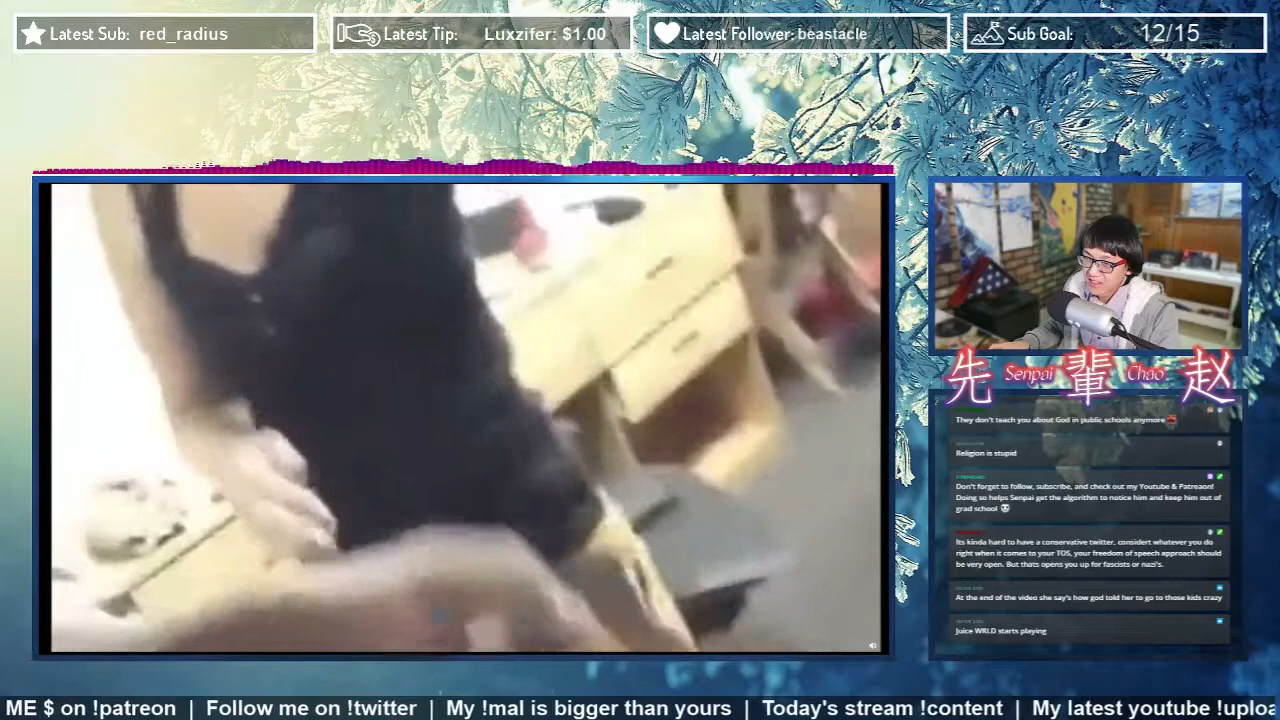 Latest Sub: red_radius
Latest Tip: Luxzifer: $1.00
Latest Follower: beastacle
Sub Goal: 12/15
先 Senpai 輩 Chao 赵
They don't teach you about God in public schools anymore
Religion is stupid
Don't forget to follow, subscribe, and check out my Youtube & Patreaon!
Doing so helps Senpai get the algorithm to notice him and keep him out of
grad school
Its kinda hard to have a conservative twitter, considert whatever you do
right when it comes to your TOS, your freedom of speech approach should
be very open. But thats opens you up for fascists or nazi's.
At the end of the video she say's how god told her to go to those kids crazy
Juice WRLD starts playing
ME $ on !patreon | Follow me on !twitter | My !mal is bigger than yours | Today's stream !content | My latest youtube !uploa